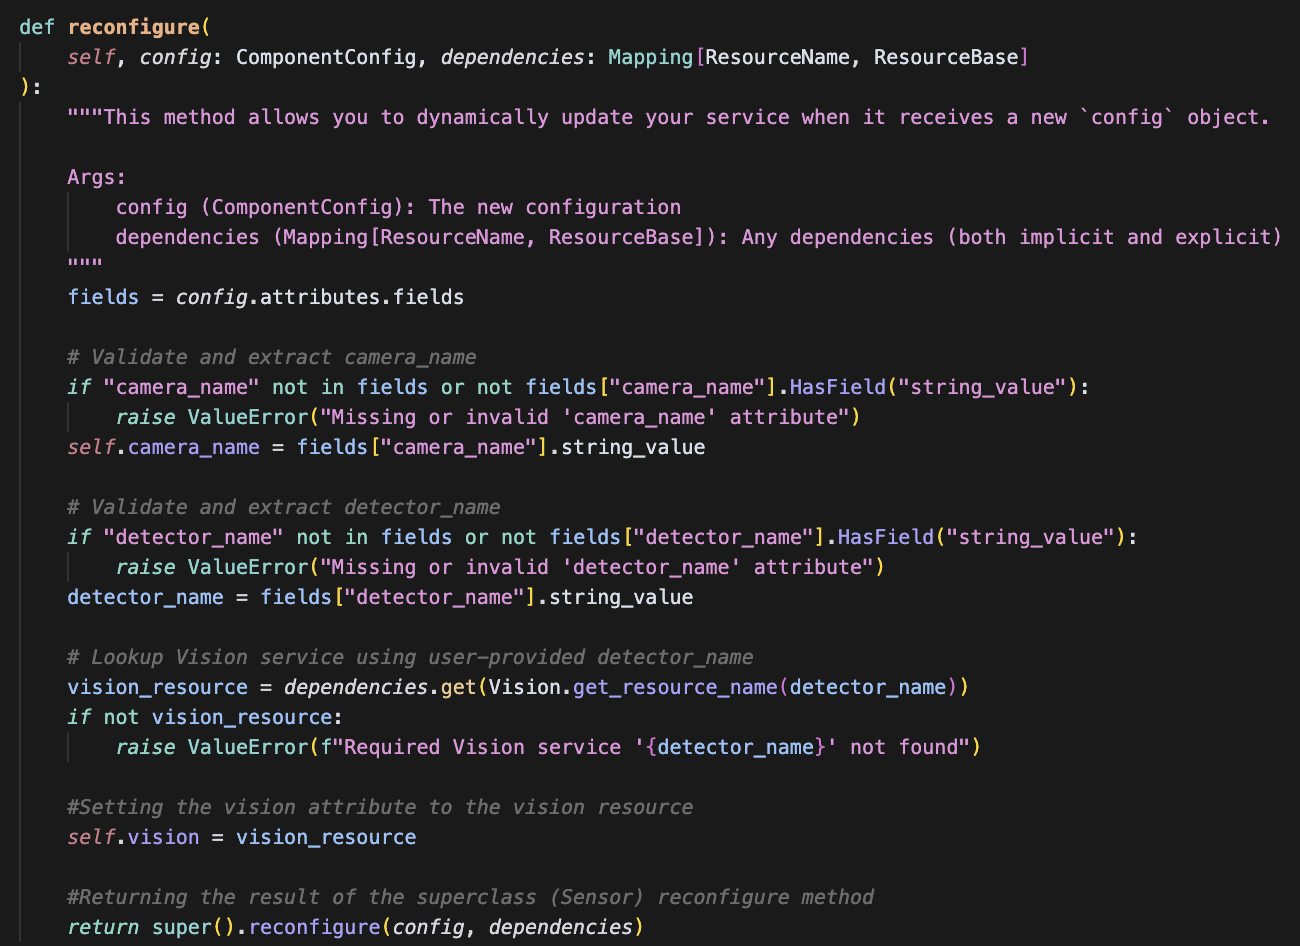 def reconfigure(
    self, config: ComponentConfig, dependencies: Mapping[ResourceName, ResourceBase]
):
    """This method allows you to dynamically update your service when it receives a new `config` object.

    Args:
        config (ComponentConfig): The new configuration
        dependencies (Mapping[ResourceName, ResourceBase]): Any dependencies (both implicit and explicit)
    """
    fields = config.attributes.fields

    # Validate and extract camera_name
    if "camera_name" not in fields or not fields["camera_name"].HasField("string_value"):
        raise ValueError("Missing or invalid 'camera_name' attribute")
    self.camera_name = fields["camera_name"].string_value

    # Validate and extract detector_name
    if "detector_name" not in fields or not fields["detector_name"].HasField("string_value"):
        raise ValueError("Missing or invalid 'detector_name' attribute")
    detector_name = fields["detector_name"].string_value

    # Lookup Vision service using user-provided detector_name
    vision_resource = dependencies.get(Vision.get_resource_name(detector_name))
    if not vision_resource:
        raise ValueError(f"Required Vision service '{detector_name}' not found")

    #Setting the vision attribute to the vision resource
    self.vision = vision_resource

    #Returning the result of the superclass (Sensor) reconfigure method
    return super().reconfigure(config, dependencies)